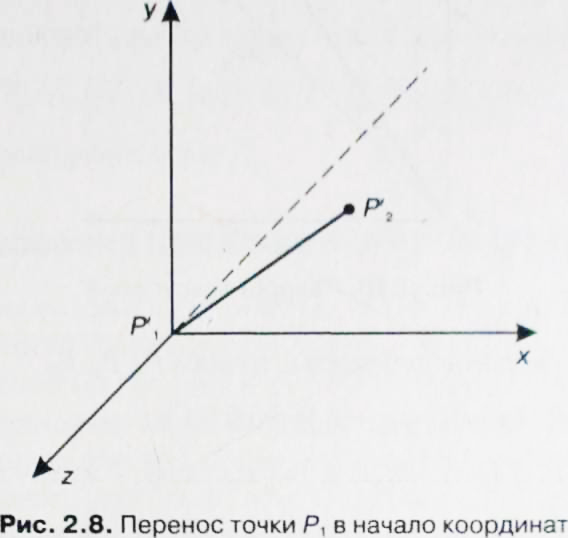 y
P'₂
P'₁
x
z
Рис. 2.8. Перенос точки P₁ в начало координат